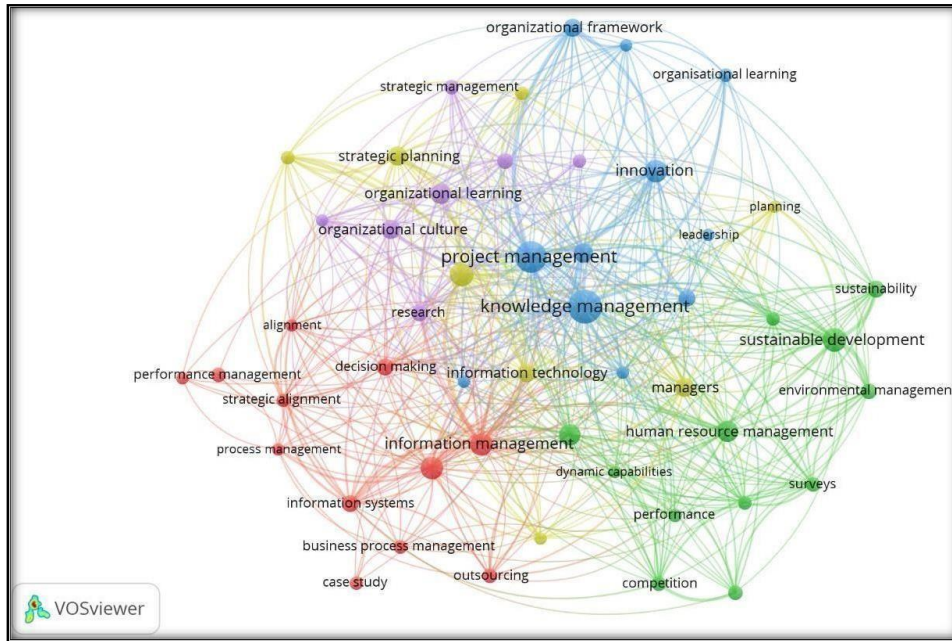 organizational framework
organisational learning
strategic management
strategic planning
innovation
organizational learning
planning
organizational culture
leadership
project management
sustainability
knowledge management
research
alignment
sustainable development
decision making
information technology
performance management
managers
environmental management
strategic alignment
human resource management
information management
process management
dynamic capabilities
surveys
information systems
performance
business process management
outsourcing
case study
competition
VOSviewer